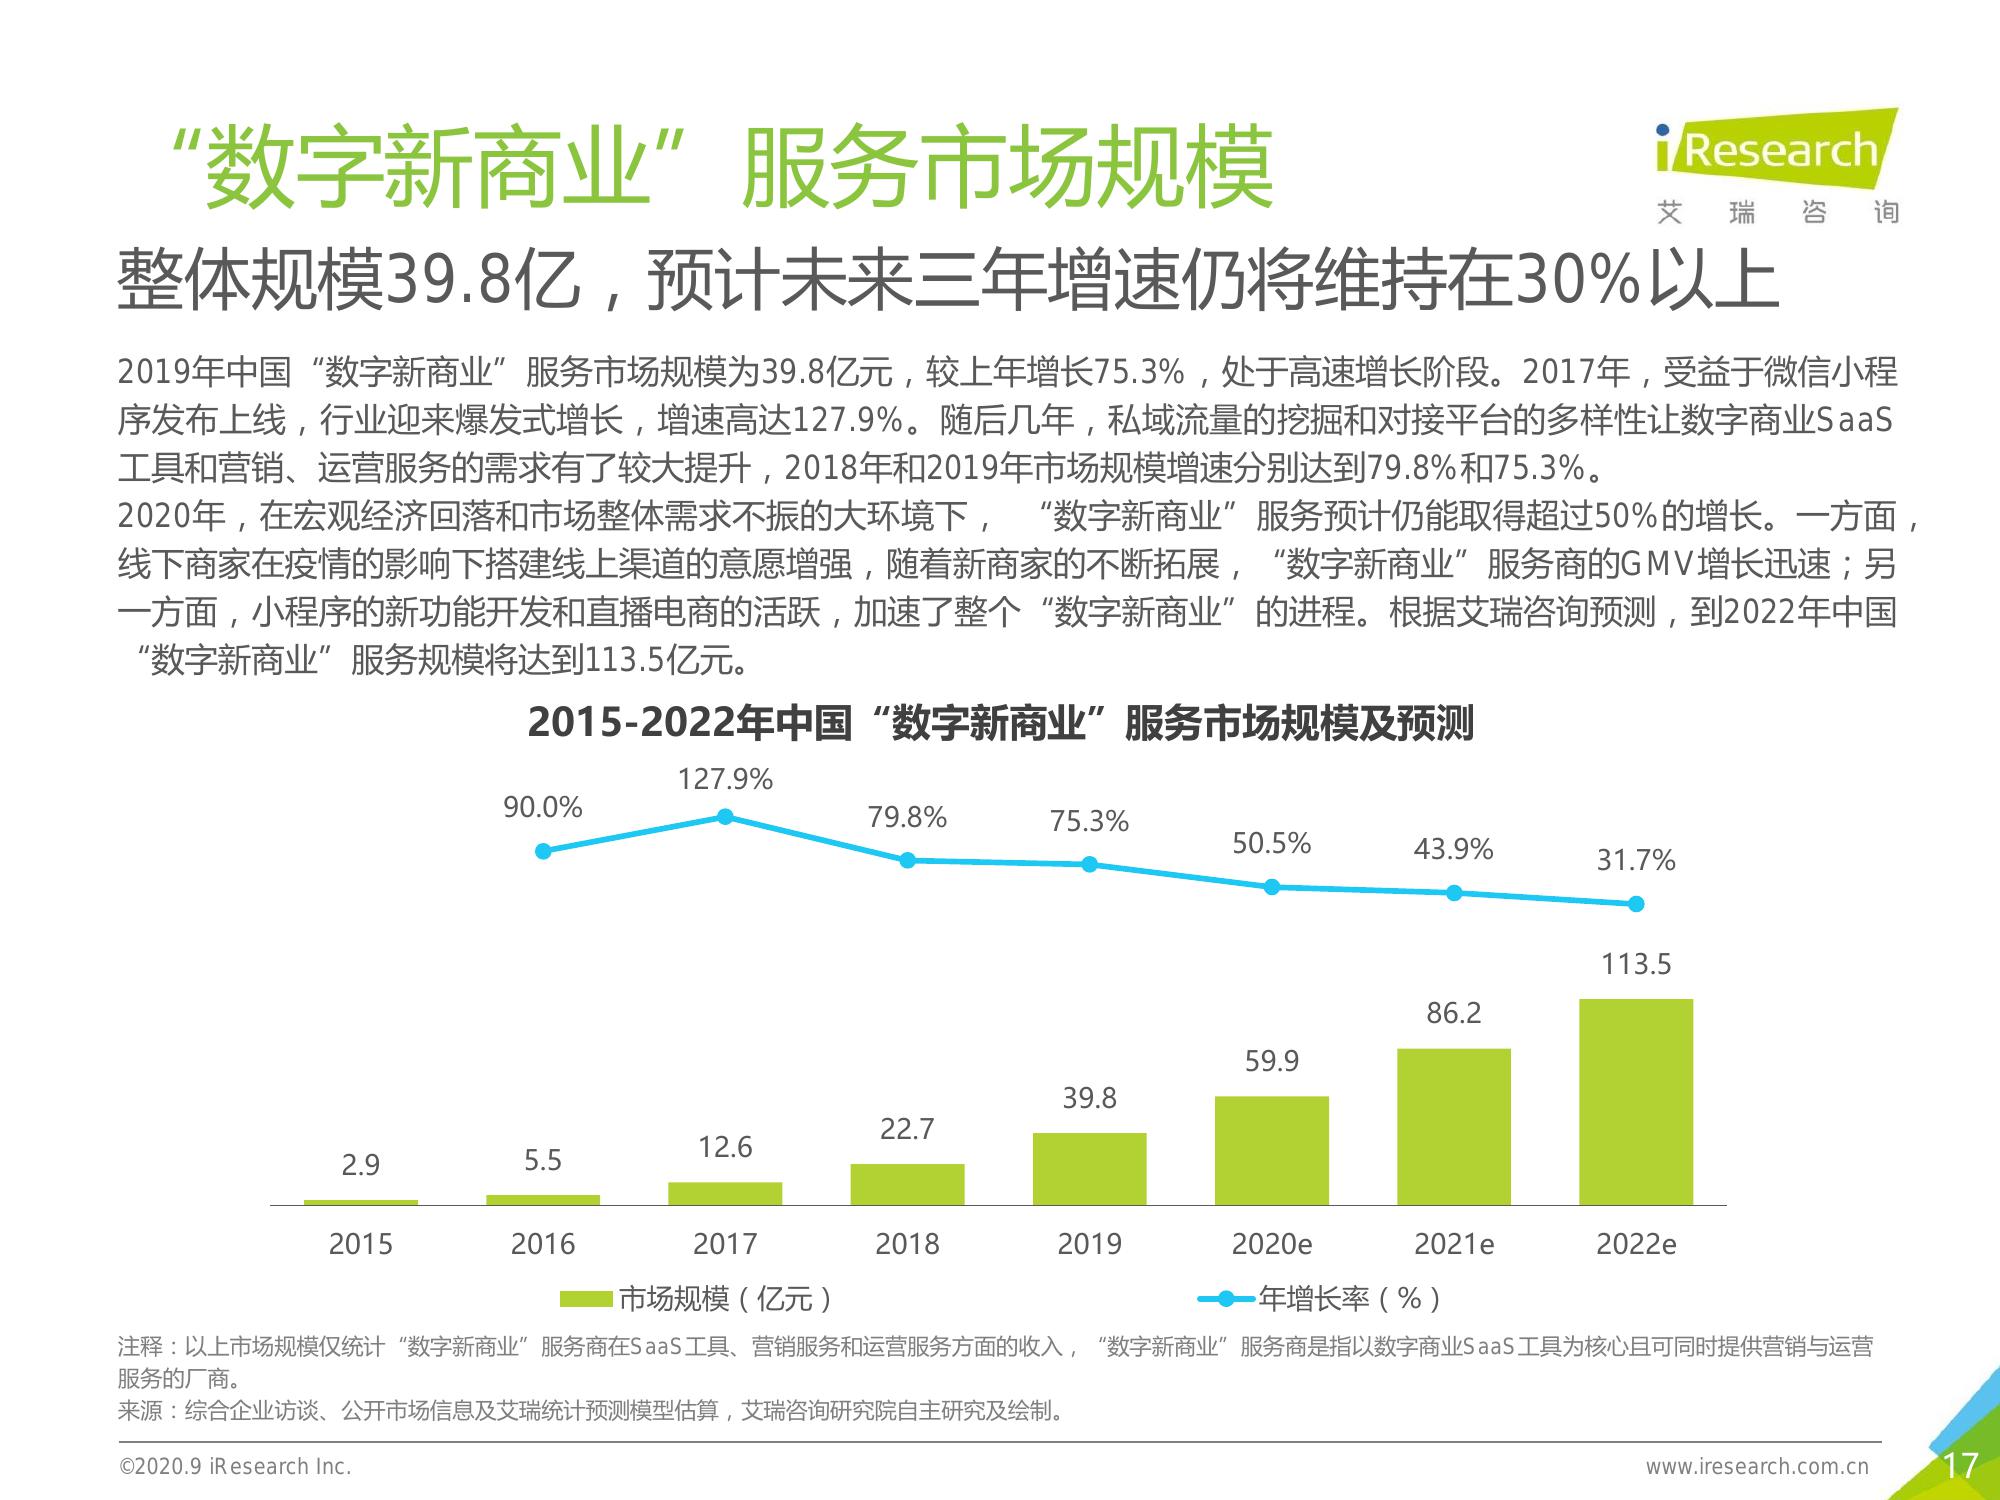 “数字新商业”服务市场规模
iResearch
艾瑞咨询
整体规模39.8亿，预计未来三年增速仍将维持在30%以上
2019年中国“数字新商业”服务市场规模为39.8亿元，较上年增长75.3%，处于高速增长阶段。2017年，受益于微信小程
序发布上线，行业迎来爆发式增长，增速高达127.9%。随后几年，私域流量的挖掘和对接平台的多样性让数字商业SaaS
工具和营销、运营服务的需求有了较大提升，2018年和2019年市场规模增速分别达到79.8%和75.3%。
2020年，在宏观经济回落和市场整体需求不振的大环境下，“数字新商业”服务预计仍能取得超过50%的增长。一方面，
线下商家在疫情的影响下搭建线上渠道的意愿增强，随着新商家的不断拓展，“数字新商业”服务商的GMV增长迅速；另
一方面，小程序的新功能开发和直播电商的活跃，加速了整个“数字新商业”的进程。根据艾瑞咨询预测，到2022年中国
“数字新商业”服务规模将达到113.5亿元。
2015-2022年中国“数字新商业”服务市场规模及预测
90.0% 127.9% 79.8% 75.3% 50.5% 43.9% 31.7%
2.9 5.5 12.6 22.7 39.8 59.9 86.2 113.5
2015 2016 2017 2018 2019 2020e 2021e 2022e
市场规模（亿元） 年增长率（%）
注释：以上市场规模仅统计“数字新商业”服务商在SaaS工具、营销服务和运营服务方面的收入，“数字新商业”服务商是指以数字商业SaaS工具为核心且可同时提供营销与运营
服务的厂商。
来源：综合企业访谈、公开市场信息及艾瑞统计预测模型估算，艾瑞咨询研究院自主研究及绘制。
©2020.9 iResearch Inc. www.iresearch.com.cn 17